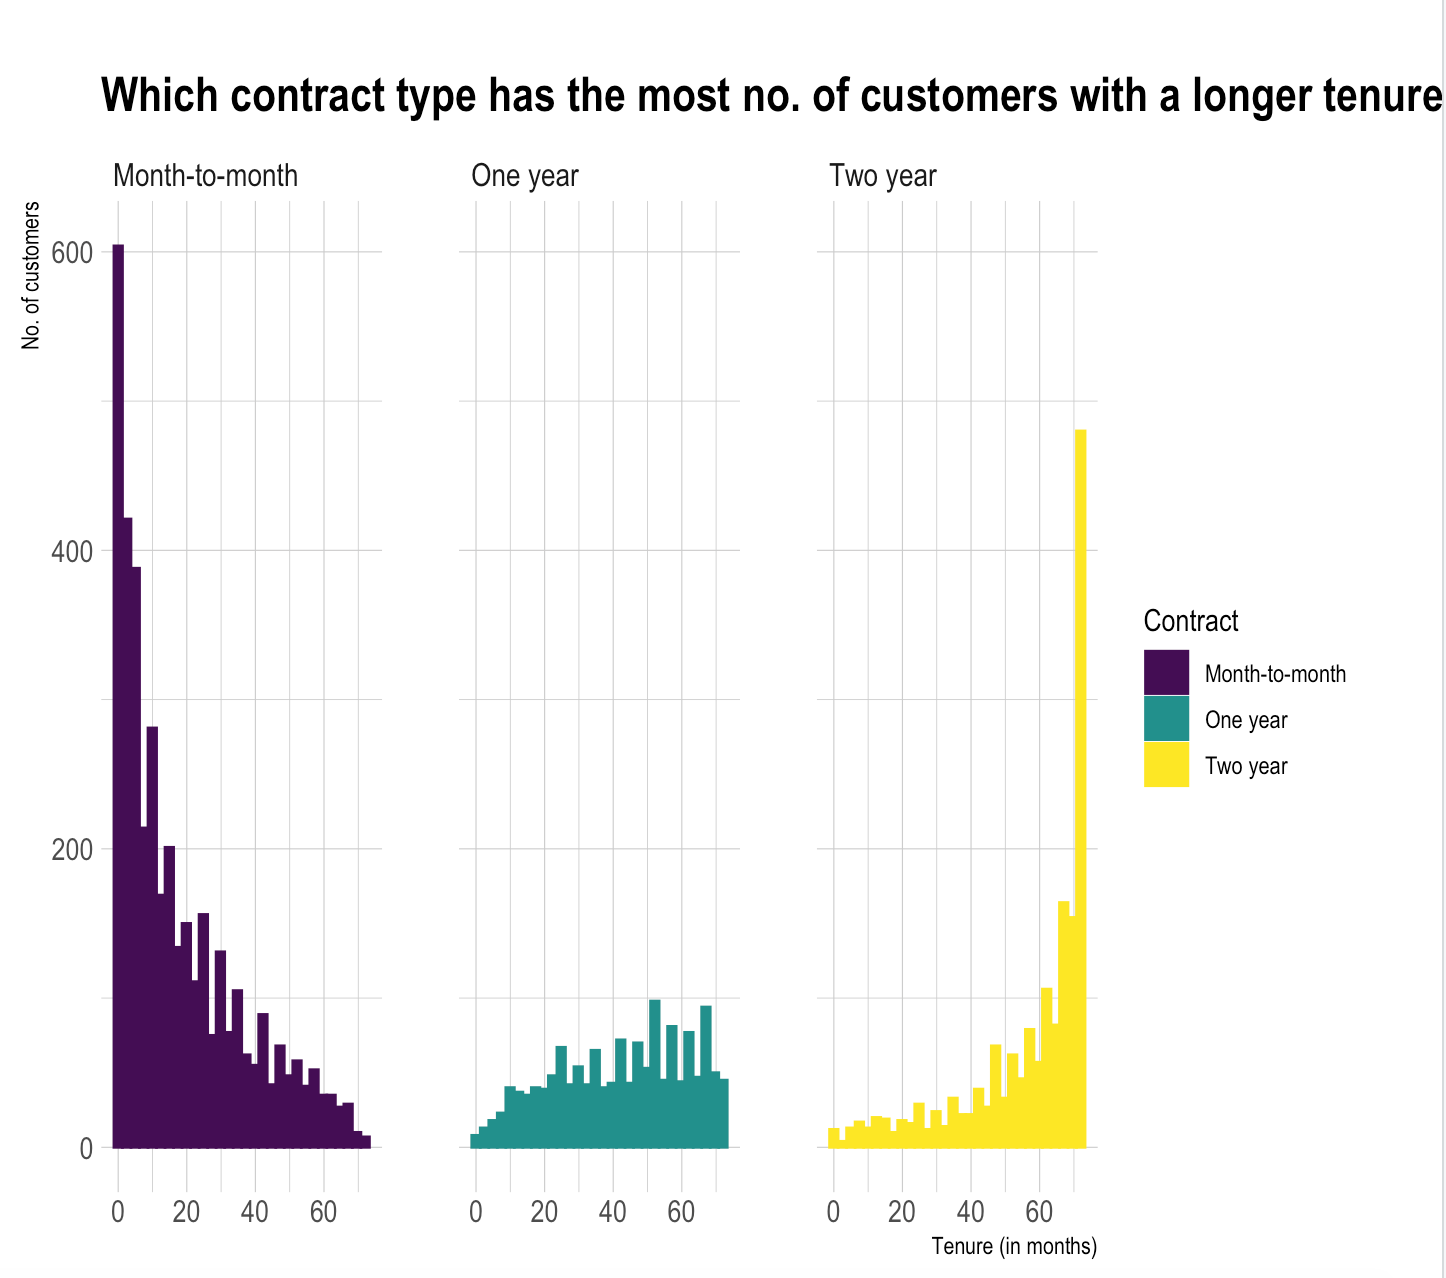 Which contract type has the most no. of customers with a longer tenure
Month-to-month
One year
Two year
No. of customers
600
400
200
0
0 20 40 60
0 20 40 60
0 20 40 60
Tenure (in months)
Contract
Month-to-month
One year
Two year